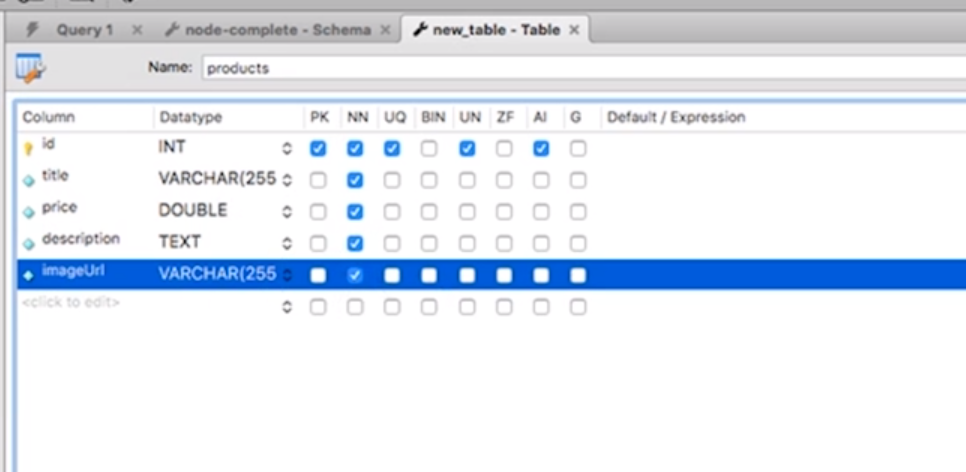 Query 1 × node-complete - Schema × new_table - Table ×
Name: products
Column Datatype PK NN UQ BIN UN ZF AI G Default / Expression
id INT
title VARCHAR(255
price DOUBLE
description TEXT
imageUrl VARCHAR(255
<click to edit>